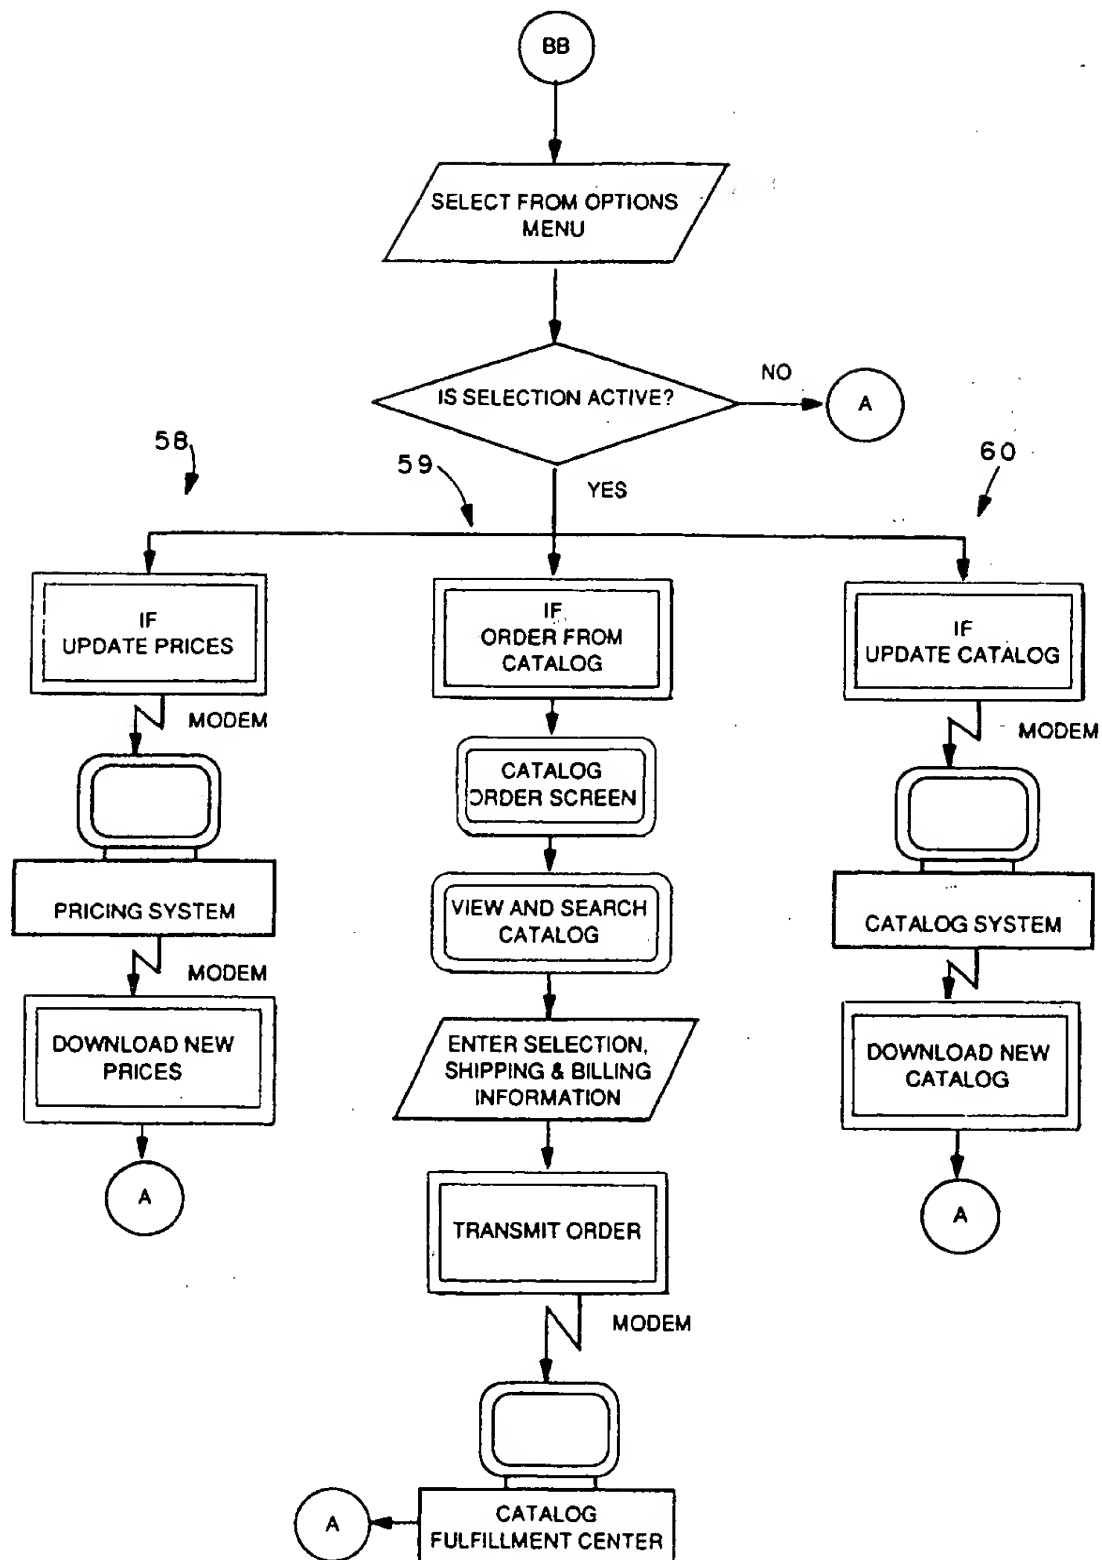 BB
SELECT FROM OPTIONS
MENU
IS SELECTION ACTIVE?
NO
A
58
59
60
YES
IF
UPDATE PRICES
IF
ORDER FROM
CATALOG
IF
UPDATE CATALOG
MODEM
MODEM
CATALOG
ORDER SCREEN
PRICING SYSTEM
VIEW AND SEARCH
CATALOG
CATALOG SYSTEM
MODEM
DOWNLOAD NEW
PRICES
ENTER SELECTION,
SHIPPING & BILLING
INFORMATION
DOWNLOAD NEW
CATALOG
A
TRANSMIT ORDER
A
MODEM
A
CATALOG
FULFILLMENT CENTER